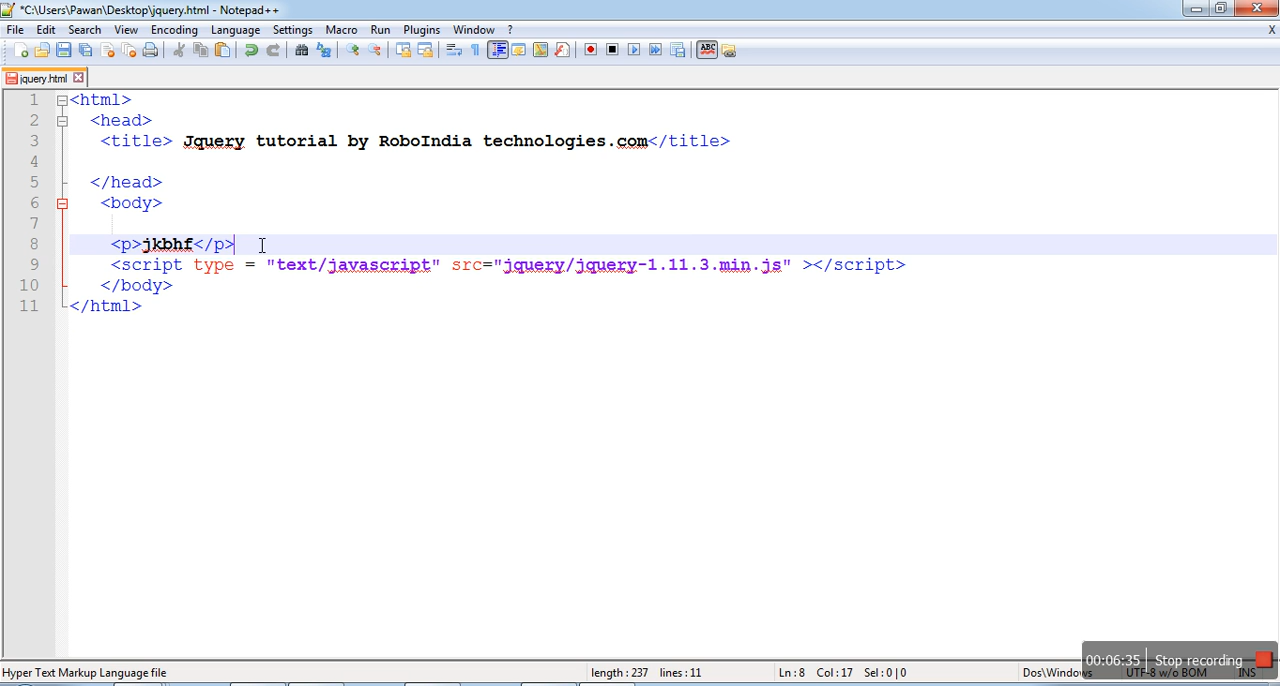 *C:\Users\Pawan\Desktop\jquery.html - Notepad++
File Edit Search View Encoding Language Settings Macro Run Plugins Window ? X
ABC
jquery.html
1 <html>
2 <head>
3 <title> Jquery tutorial by RoboIndia technologies.com</title>
4
5 </head>
6 <body>
7
8 <p>jkbhf</p>
9 <script type = "text/javascript" src="jquery/jquery-1.11.3.min.js" ></script>
10 </body>
11 </html>
00:06:35 Stop recording
Hyper Text Markup Language file length : 237 lines : 11 Ln : 8 Col : 17 Sel : 0 | 0 Dos\Windows UTF-8 w/o BOM INS